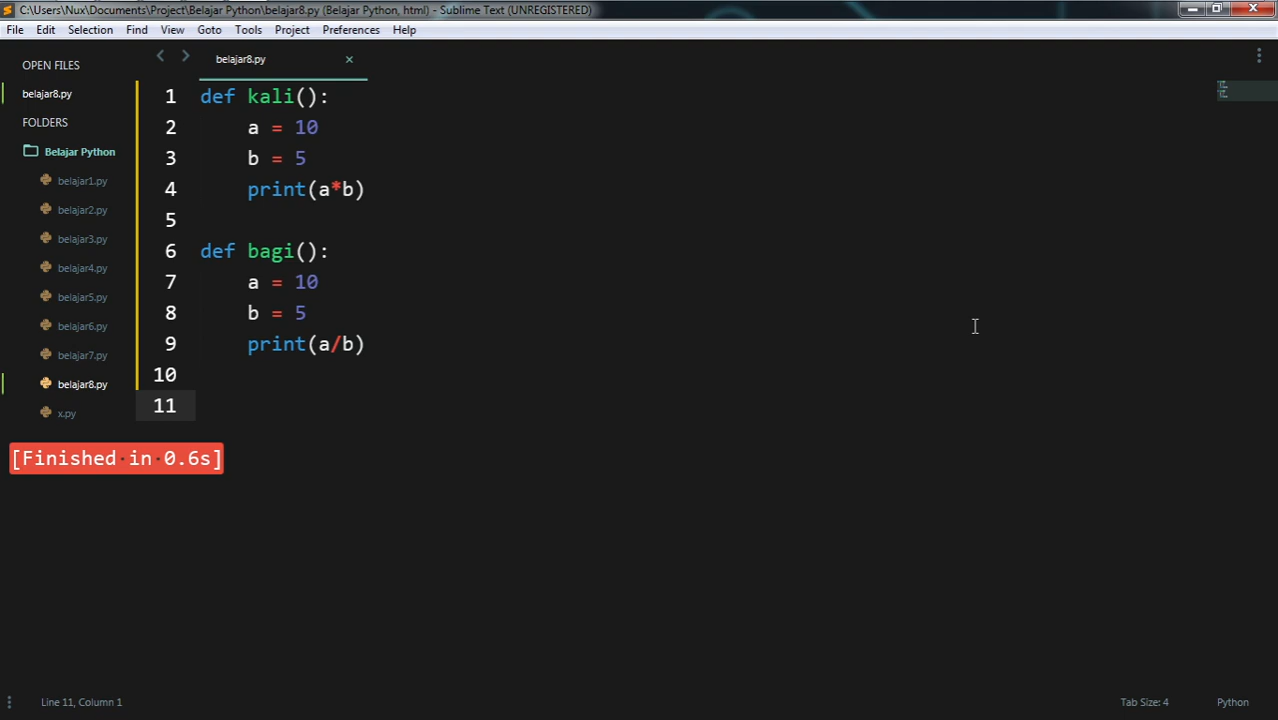 C:\Users\Nux\Documents\Project\Belajar Python\belajar8.py (Belajar Python, html) - Sublime Text (UNREGISTERED)
File Edit Selection Find View Goto Tools Project Preferences Help
OPEN FILES
belajar8.py
FOLDERS
Belajar Python
belajar1.py
belajar2.py
belajar3.py
belajar4.py
belajar5.py
belajar6.py
belajar7.py
belajar8.py
x.py
belajar8.py
1 def kali():
2     a = 10
3     b = 5
4     print(a*b)
5
6 def bagi():
7     a = 10
8     b = 5
9     print(a/b)
10
11
[Finished in 0.6s]
Line 11, Column 1
Tab Size: 4
Python